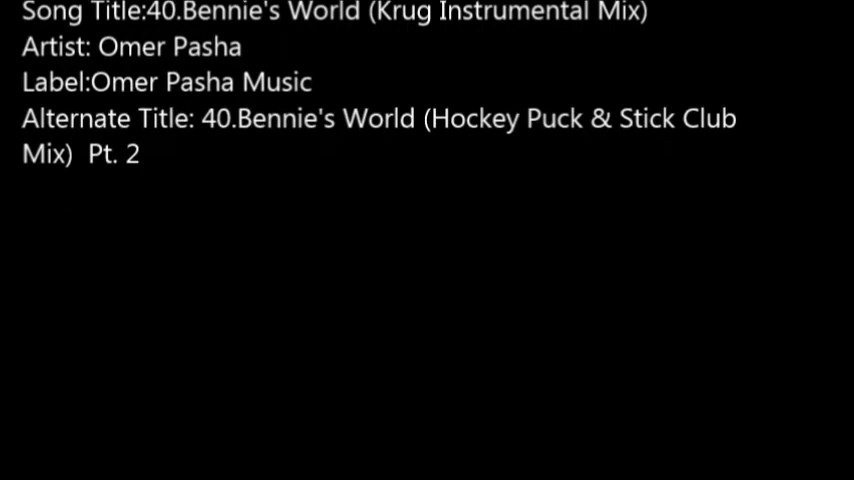 Song Title:40.Bennie's World (Krug Instrumental Mix)
Artist: Omer Pasha
Label:Omer Pasha Music
Alternate Title: 40.Bennie's World (Hockey Puck & Stick Club
Mix)  Pt. 2